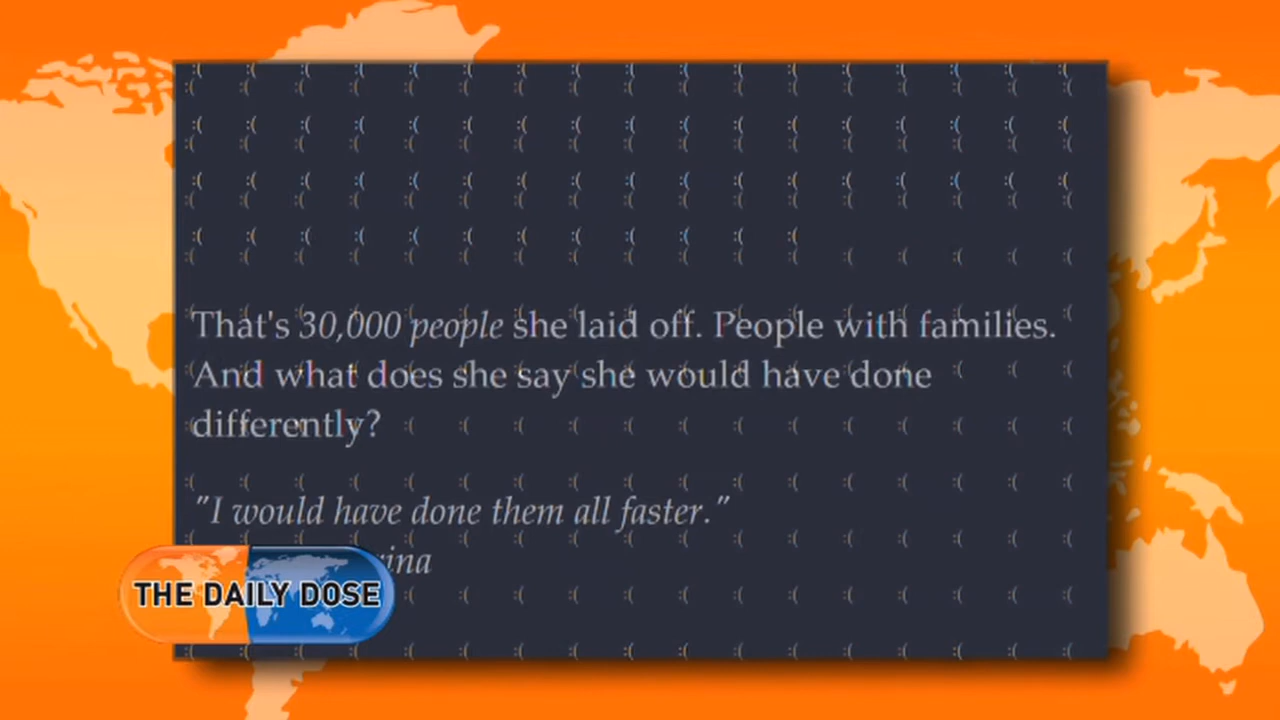 That's 30,000 people she laid off. People with families.
And what does she say she would have done
differently?
"I would have done them all faster."
THE DAILY DOSE